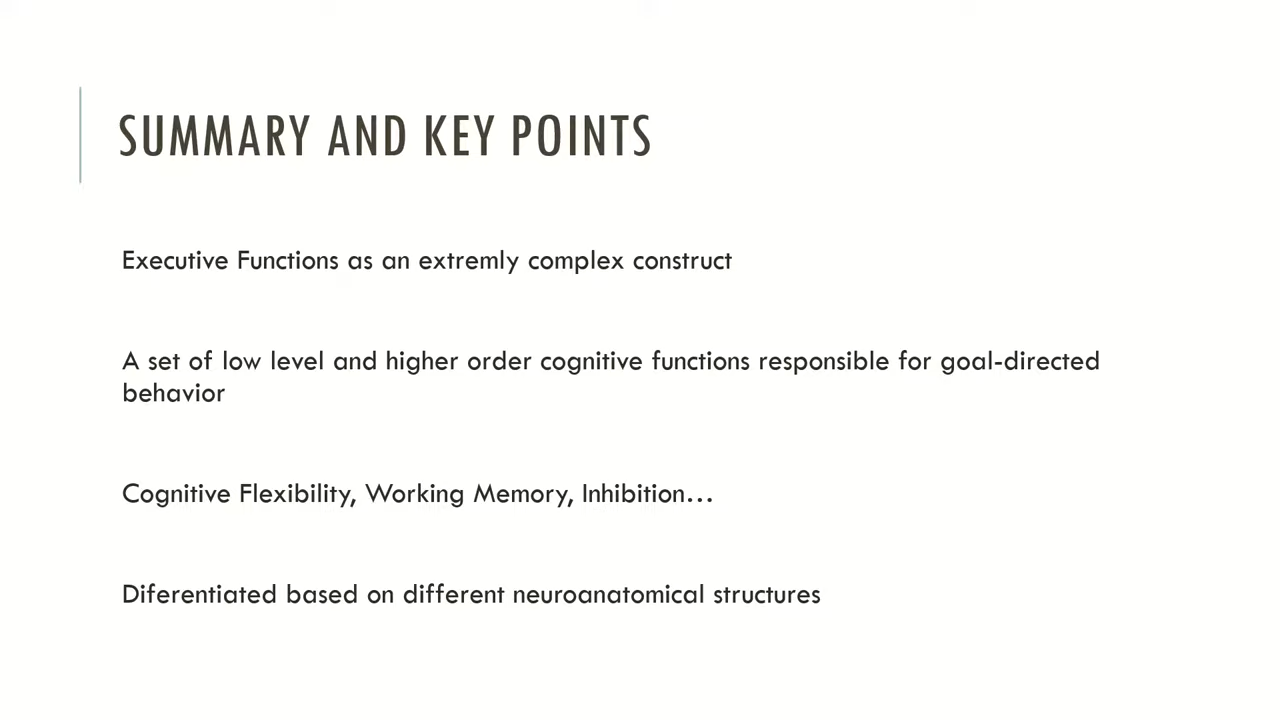 SUMMARY AND KEY POINTS
Executive Functions as an extremly complex construct
A set of low level and higher order cognitive functions responsible for goal-directed
behavior
Cognitive Flexibility, Working Memory, Inhibition...
Diferentiated based on different neuroanatomical structures